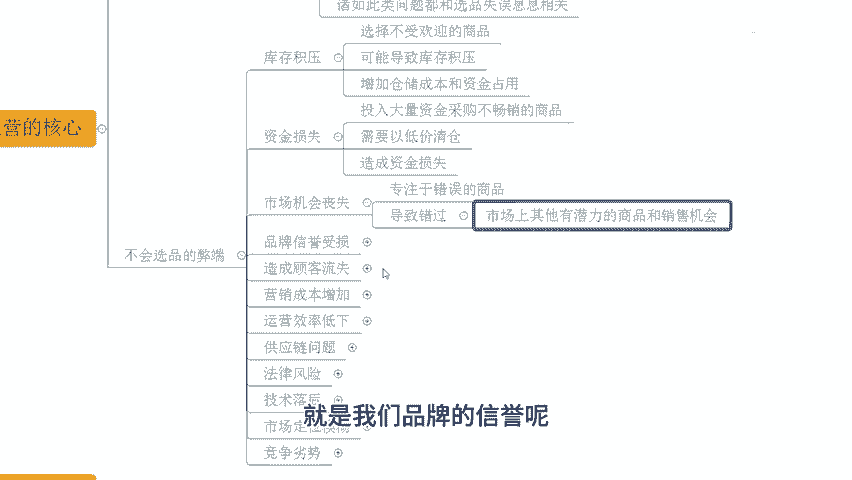 诸如此类问题都和选品失误息息相关
选择不受欢迎的商品
库存积压
可能导致库存积压
增加仓储成本和资金占用
投入大量资金采购不畅销的商品
营的核心
资金损失
需要以低价清仓
造成资金损失
专注于错误的商品
市场机会丧失
导致错过
市场上其他有潜力的商品和销售机会
品牌信誉受损
不会选品的弊端
造成顾客流失
营销成本增加
运营效率低下
供应链问题
法律风险
技术落后
就是我们品牌的信誉呢
市场定位模糊
竞争劣势